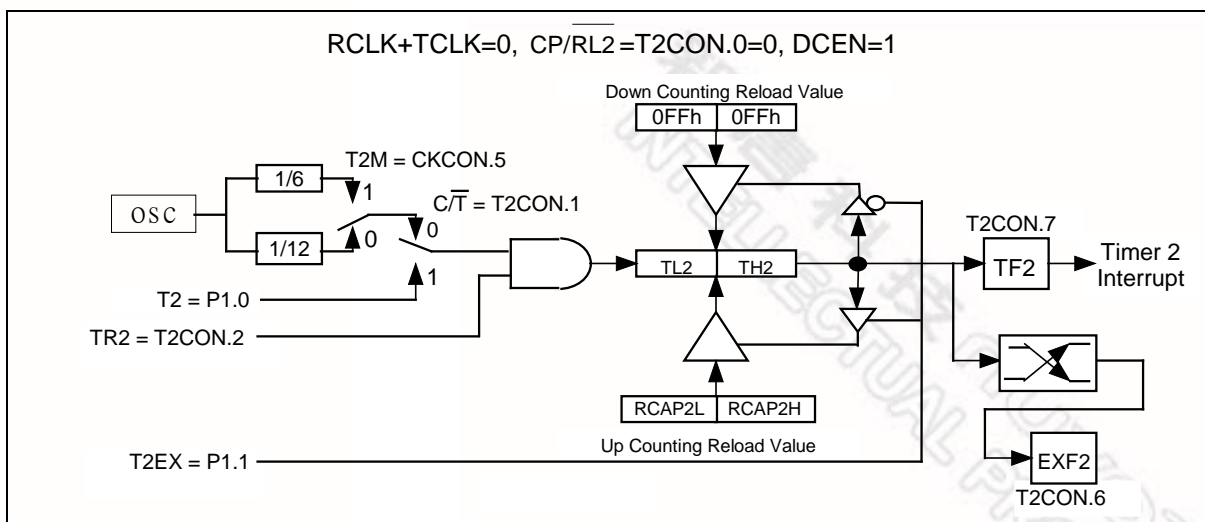 RCLK+TCLK=0, CP/RL2=T2CON.0=0, DCEN=1
Down Counting Reload Value
0FFh 0FFh
T2M = CKCON.5
1/6
1
C/T = T2CON.1
OSC
0
T2CON.7
1/12
0
TL2 TH2
TF2
Timer 2
Interrupt
1
T2 = P1.0
TR2 = T2CON.2
RCAP2L RCAP2H
Up Counting Reload Value
T2EX = P1.1
EXF2
T2CON.6
INTELLECTUAL